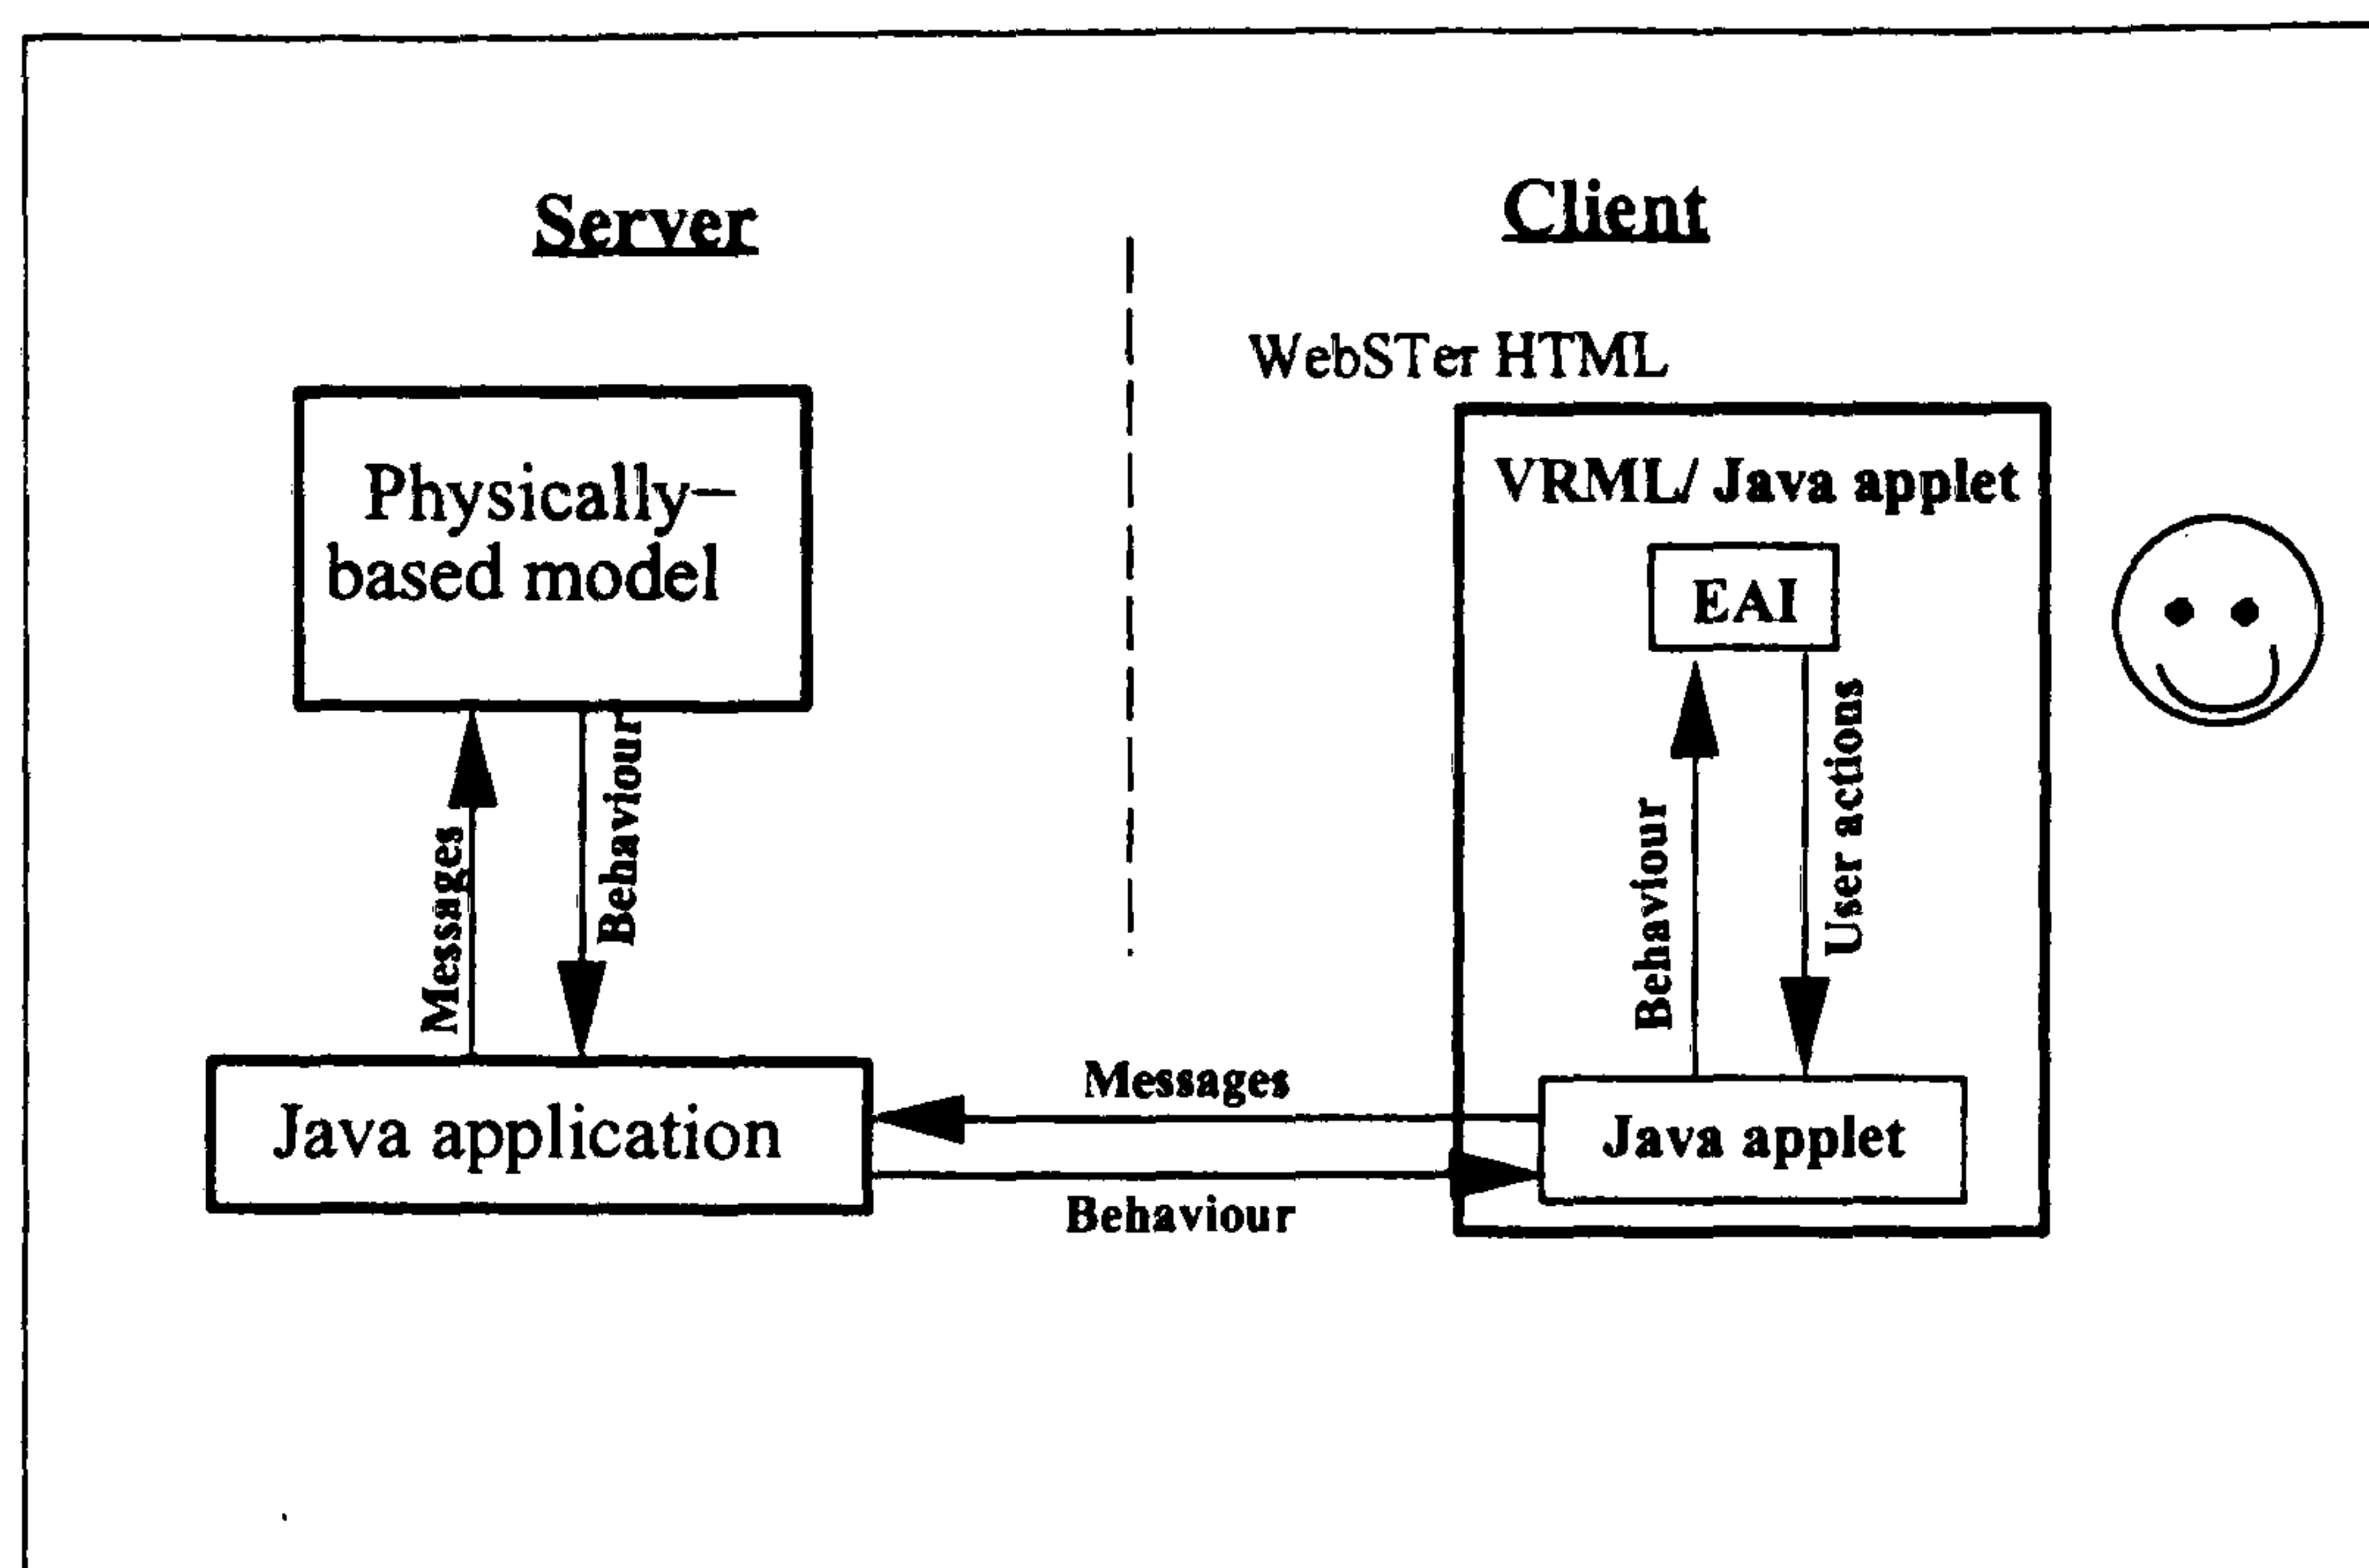 Server
Client
WebSTer HTML
Physically–
based model
VRML/ Java applet
EAI
Messages
Behaviour
Behaviour
User actions
Messages
Java application
Java applet
Behaviour